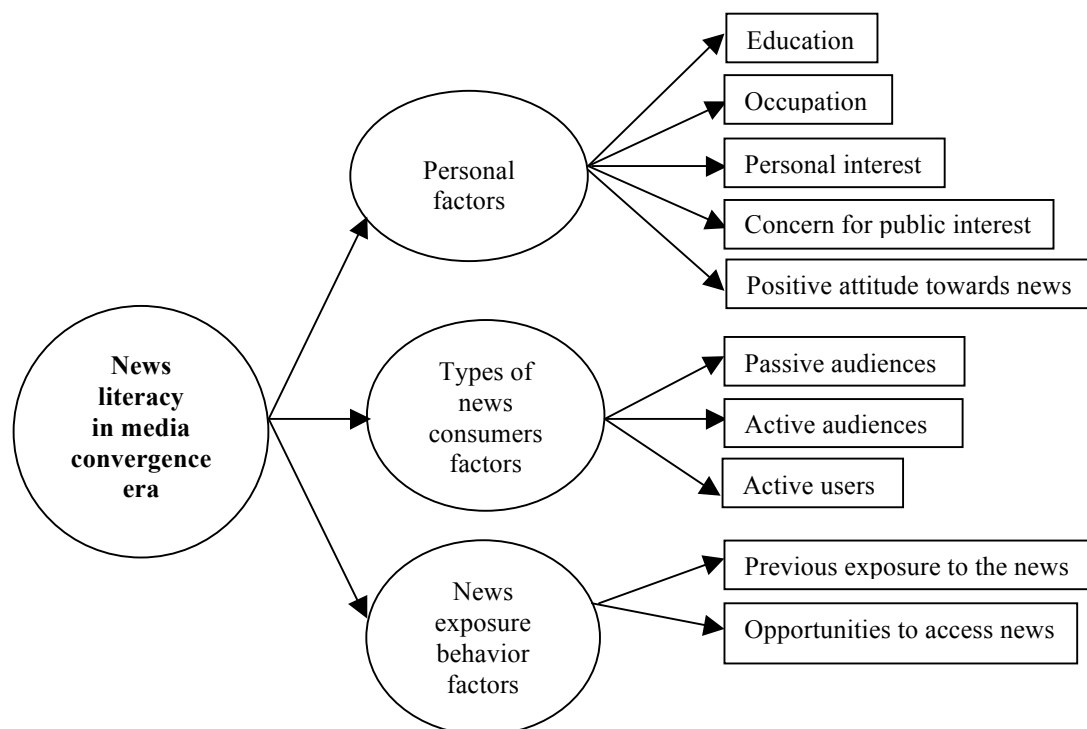 News
literacy
in media
convergence
era
Personal
factors
Education
Occupation
Personal interest
Concern for public interest
Positive attitude towards news
Types of
news
consumers
factors
Passive audiences
Active audiences
Active users
News
exposure
behavior
factors
Previous exposure to the news
Opportunities to access news